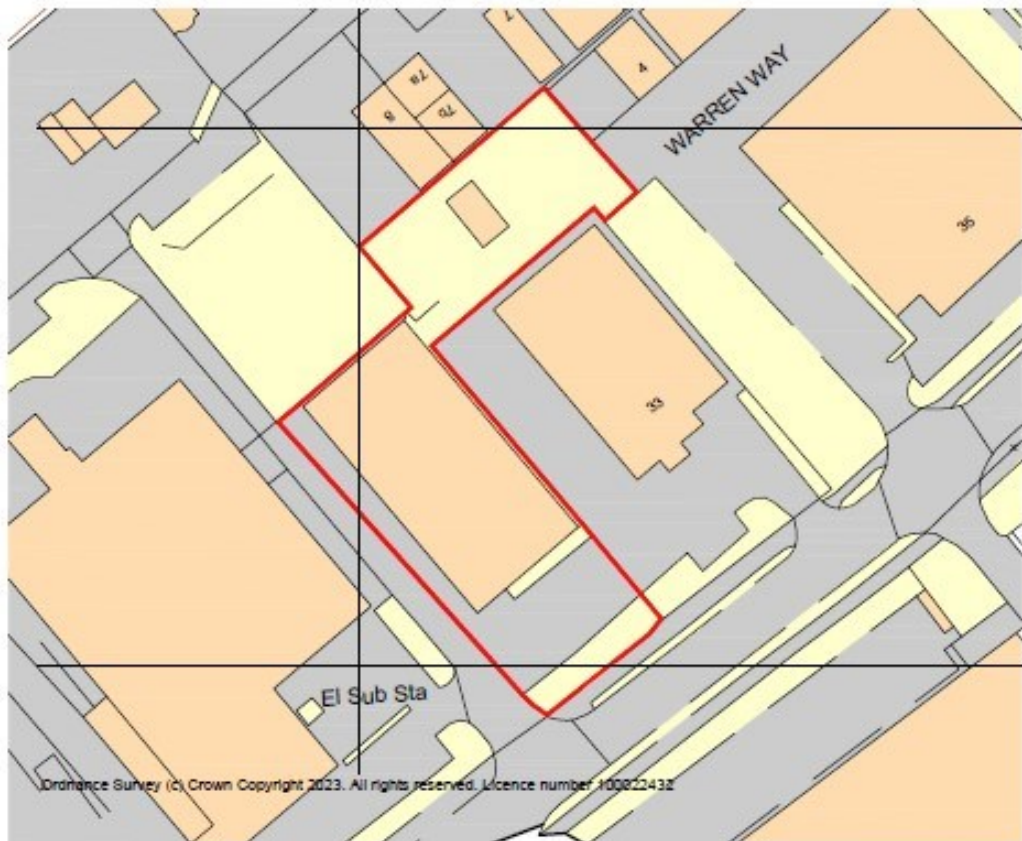 7
7a
4
8
7b
WARREN WAY
35
33
El Sub Sta
Ordnance Survey (c) Crown Copyright 2023. All rights reserved. Licence number 100022432